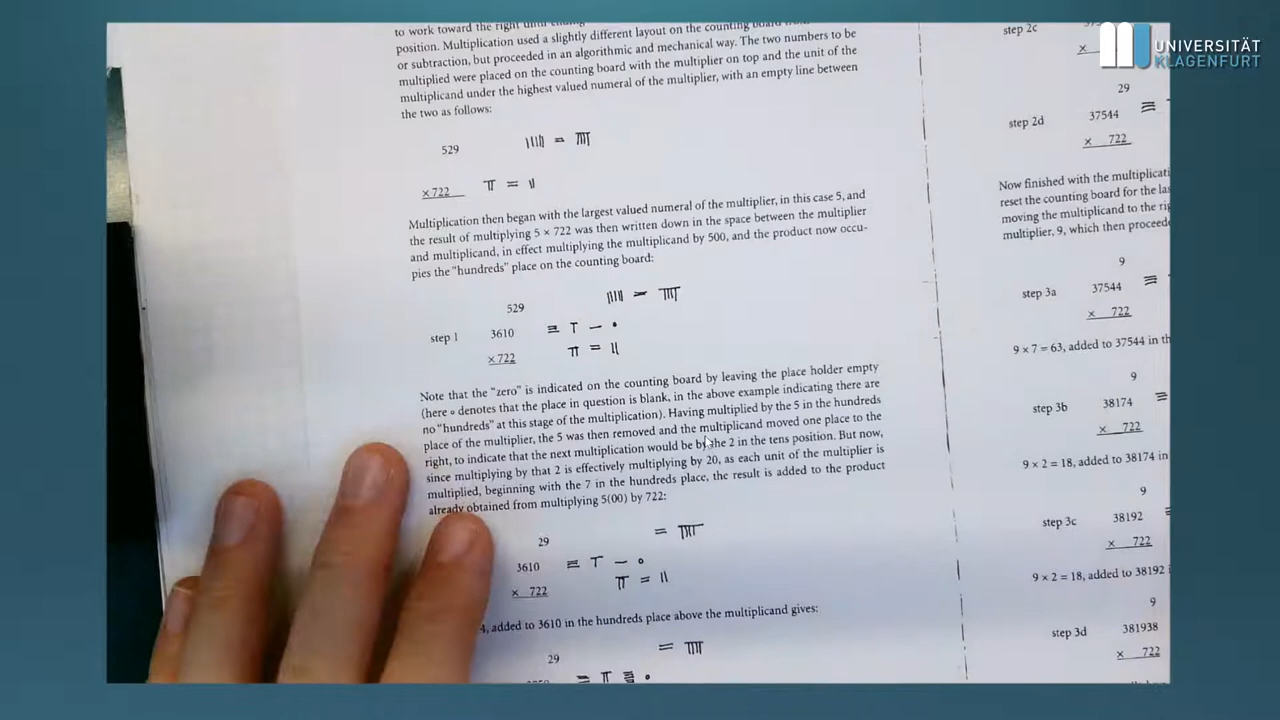 to work toward the right until
position. Multiplication used a slightly different layout on the counting board
or subtraction, but proceeded in an algorithmic and mechanical way. The two numbers to be
multiplied were placed on the counting board with the multiplier on top and the unit of the
multiplicand under the highest valued numeral of the multiplier, with an empty line between
the two as follows:
529
×722
Multiplication then began with the largest valued numeral of the multiplier, in this case 5, and
the result of multiplying 5 × 722 was then written down in the space between the multiplier
and multiplicand, in effect multiplying the multiplicand by 500, and the product now occu-
pies the "hundreds" place on the counting board:
529
step 1 3610
×722
Note that the "zero" is indicated on the counting board by leaving the place holder empty
(here ∘ denotes that the place in question is blank, in the above example indicating there are
no "hundreds" at this stage of the multiplication). Having multiplied by the 5 in the hundreds
place of the multiplier, the 5 was then removed and the multiplicand moved one place to the
right, to indicate that the next multiplication would be by the 2 in the tens position. But now,
since multiplying by that 2 is effectively multiplying by 20, as each unit of the multiplier is
multiplied, beginning with the 7 in the hundreds place, the result is added to the product
already obtained from multiplying 5(00) by 722:
29
3610
× 722
4, added to 3610 in the hundreds place above the multiplicand gives:
29
step 2c
×
29
step 2d 37544
× 722
Now finished with the multiplicati
reset the counting board for the las
moving the multiplicand to the rig
multiplier, 9, which then proceed
9
step 3a 37544
× 722
9 × 7 = 63, added to 37544 in th
9
step 3b 38174
× 722
9 × 2 = 18, added to 38174 in
9
step 3c 38192
× 722
9 × 2 = 18, added to 38192
9
step 3d 381938
× 722
UNIVERSITÄT
KLAGENFURT